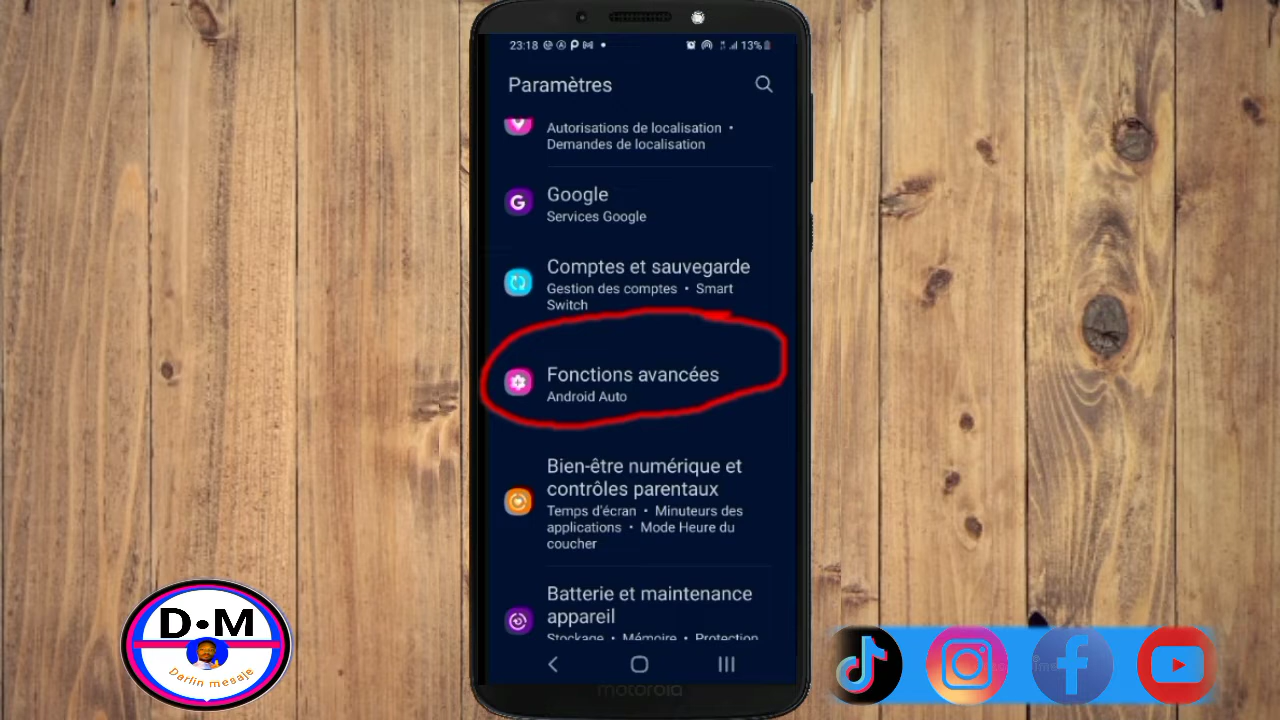 23:18
13%
Paramètres
Autorisations de localisation •
Demandes de localisation
Google
Services Google
Comptes et sauvegarde
Gestion des comptes • Smart
Switch
Fonctions avancées
Android Auto
Bien-être numérique et
contrôles parentaux
Temps d'écran • Minuteurs des
applications • Mode Heure du
coucher
Batterie et maintenance
appareil
Stockage • Mémoire • Protection
motorola
D•M
Darlin mesaje